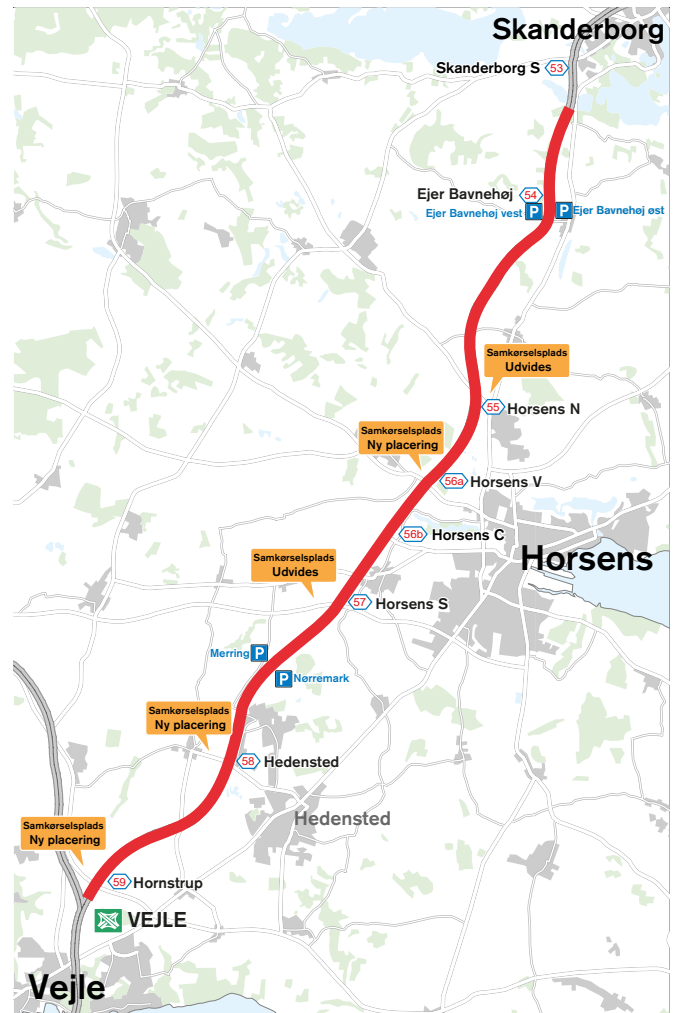 Skanderborg
Skanderborg S 53
Ejer Bavnehøj 54
Ejer Bavnehøj vest P
P Ejer Bavnehøj øst
Samkørselsplads
Udvides
55 Horsens N
Samkørselsplads
Ny placering
56a Horsens V
56b Horsens C
Horsens
Samkørselsplads
Udvides
57 Horsens S
Merring P
P Nørremark
Samkørselsplads
Ny placering
58 Hedensted
Hedensted
Samkørselsplads
Ny placering
59 Hornstrup
VEJLE
Vejle